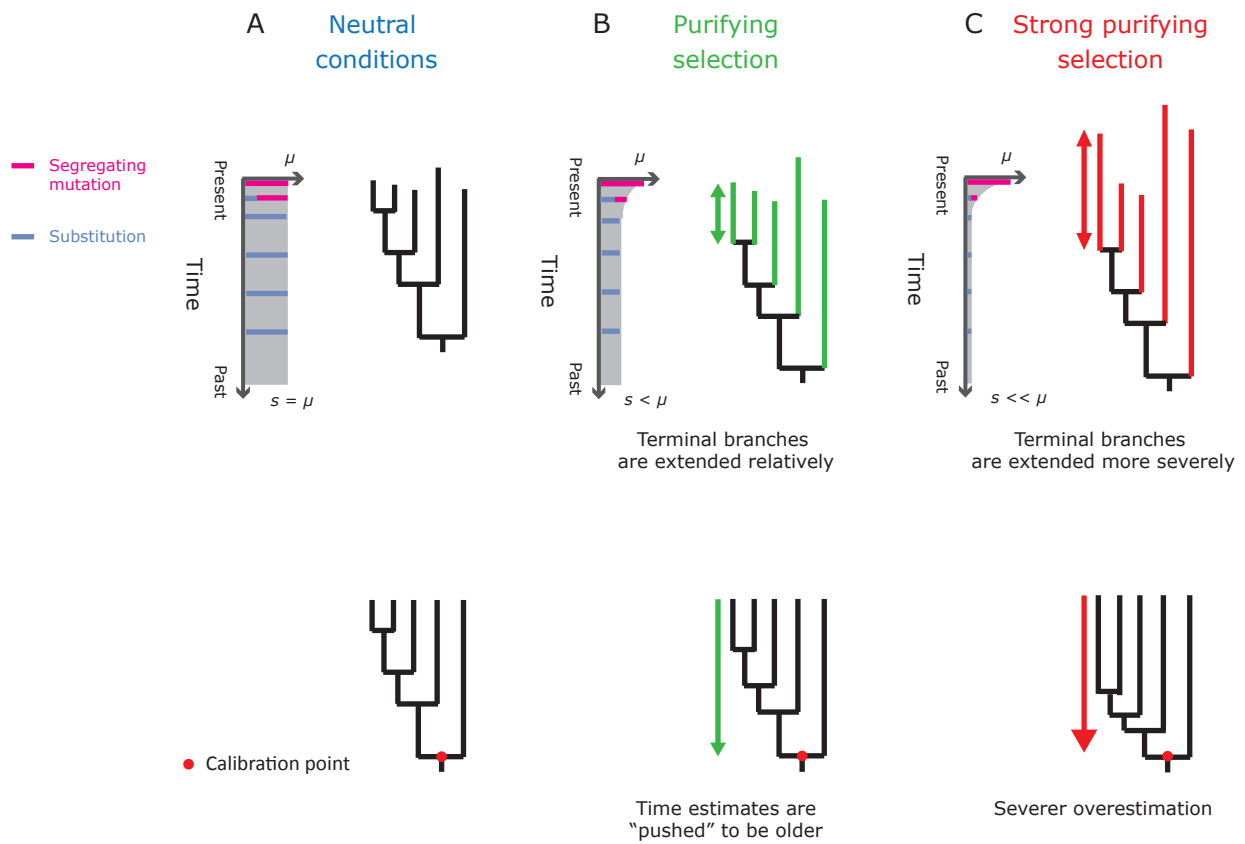 A
Neutral
conditions
B
Purifying
selection
C
Strong purifying
selection
Segregating
mutation
Substitution
μ
Present
Time
Past
s = μ
μ
Present
Time
Past
s < μ
Terminal branches
are extended relatively
μ
Present
Time
Past
s << μ
Terminal branches
are extended more severely
Calibration point
Time estimates are
“pushed” to be older
Severer overestimation